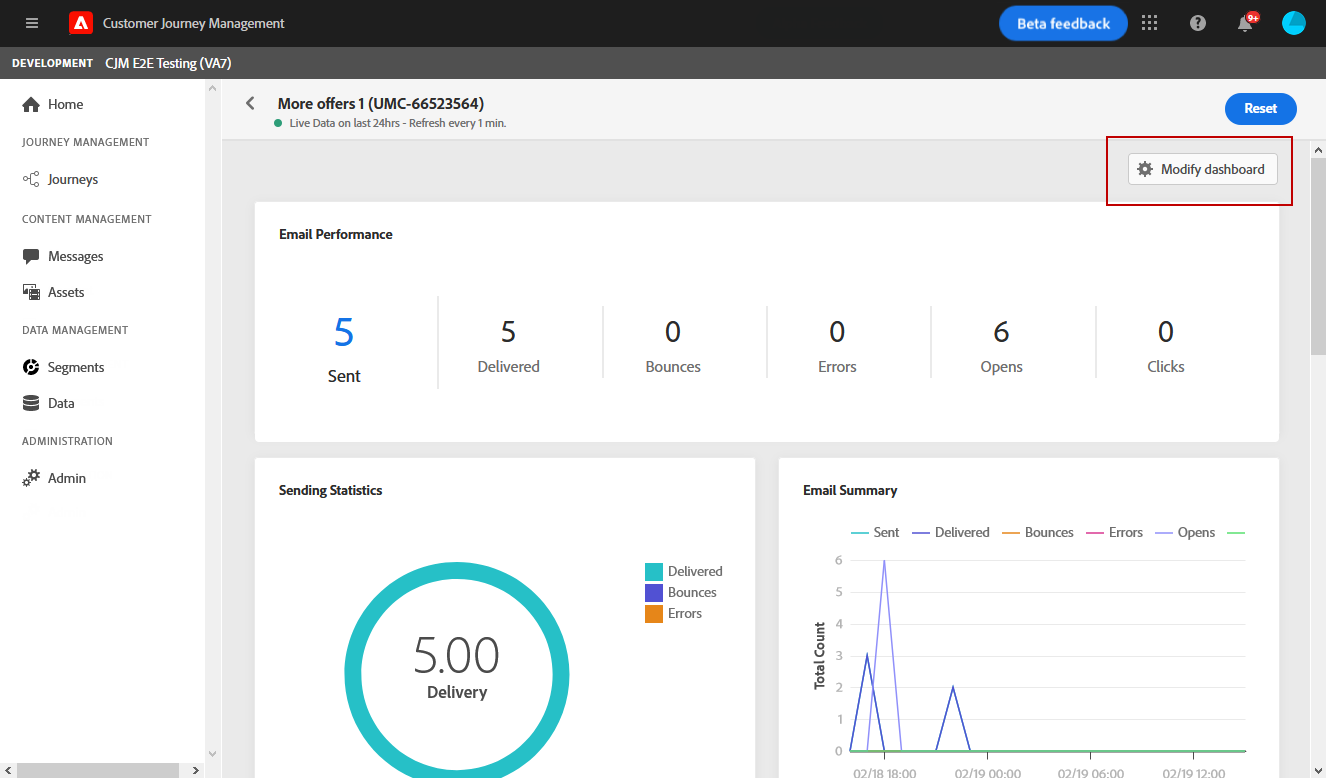 Customer Journey Management
Beta feedback
9+
DEVELOPMENT CJM E2E Testing (VA7)
Home
JOURNEY MANAGEMENT
Journeys
CONTENT MANAGEMENT
Messages
Assets
DATA MANAGEMENT
Segments
Data
ADMINISTRATION
Admin
More offers 1 (UMC-66523564)
Live Data on last 24hrs - Refresh every 1 min.
Reset
Modify dashboard
Email Performance
5 5 0 0 6 0
Sent Delivered Bounces Errors Opens Clicks
Sending Statistics
Delivered
Bounces
Errors
5.00
Delivery
Email Summary
Sent Delivered Bounces Errors Opens
Total Count
6
5
4
3
2
1
0
02/18 18:00 02/19 00:00 02/19 06:00 02/19 12:00